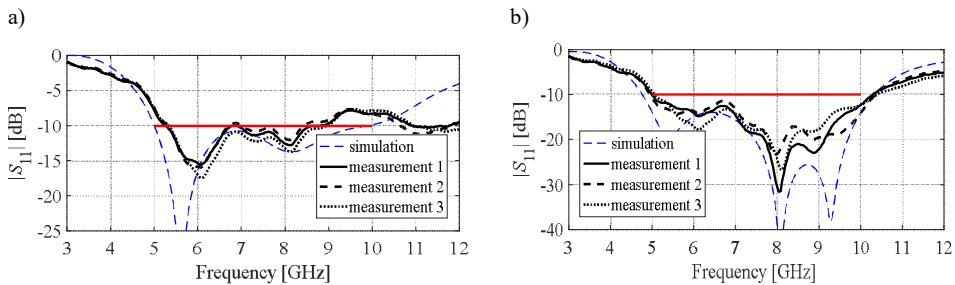 a)
0
-5
-10
-15
-20
-25
|S11| [dB]
simulation
measurement 1
measurement 2
measurement 3
3 4 5 6 7 8 9 10 11 12
Frequency [GHz]
b)
0
-10
-20
-30
-40
|S11| [dB]
simulation
measurement 1
measurement 2
measurement 3
3 4 5 6 7 8 9 10 11 12
Frequency [GHz]